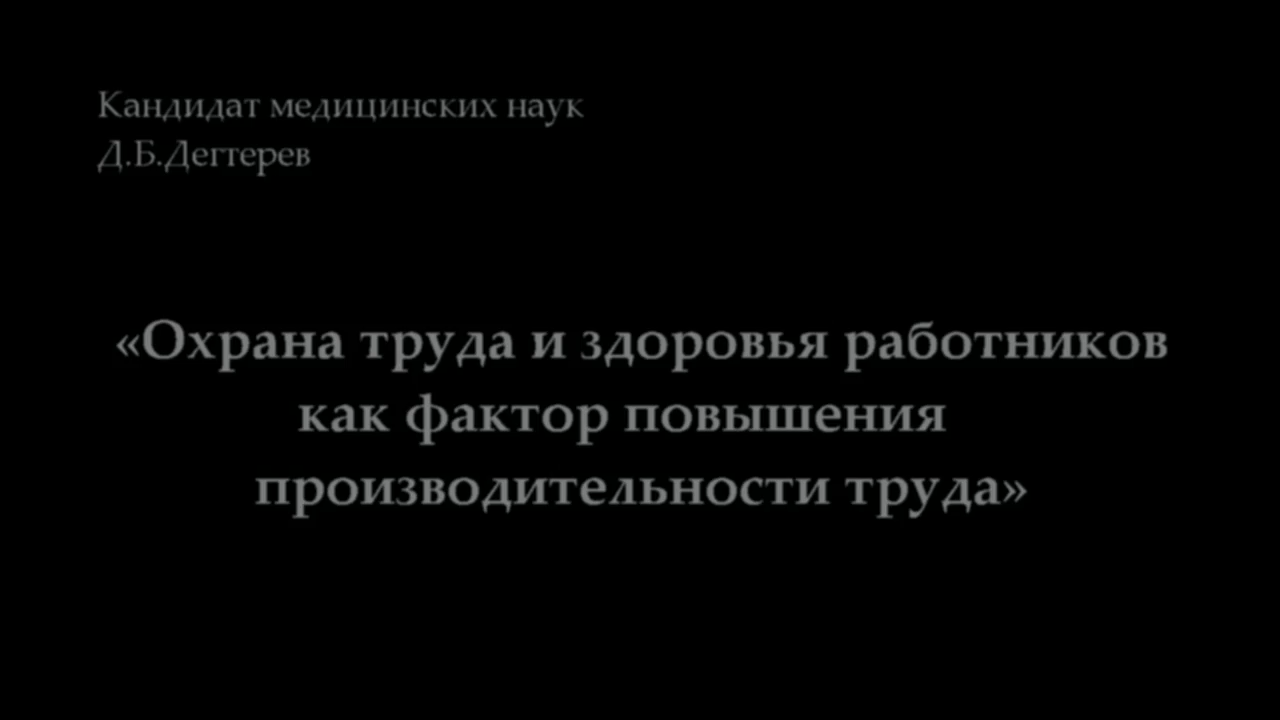 Кандидат медицинских наук
Д.Б.Дегтерев
«Охрана труда и здоровья работников
как фактор повышения
производительности труда»